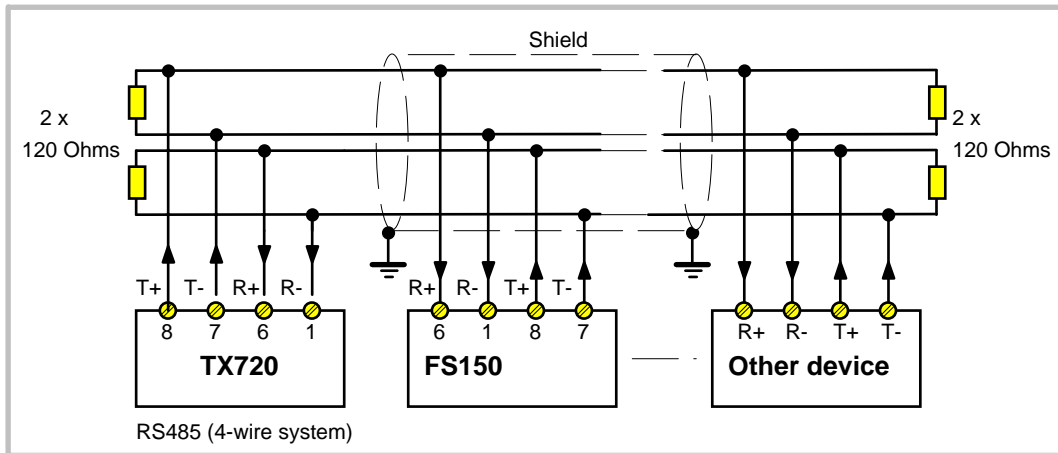 Shield
2 x
120 Ohms
2 x
120 Ohms
T+ T- R+ R-
R+ R- T+ T-
8 7 6 1
6 1 8 7
R+ R- T+ T-
TX720
FS150
Other device
RS485 (4-wire system)